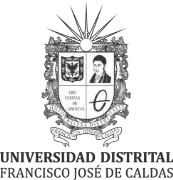 UNIVERSIDAD DISTRITAL
FRANCISCO JOSÉ DE CALDAS